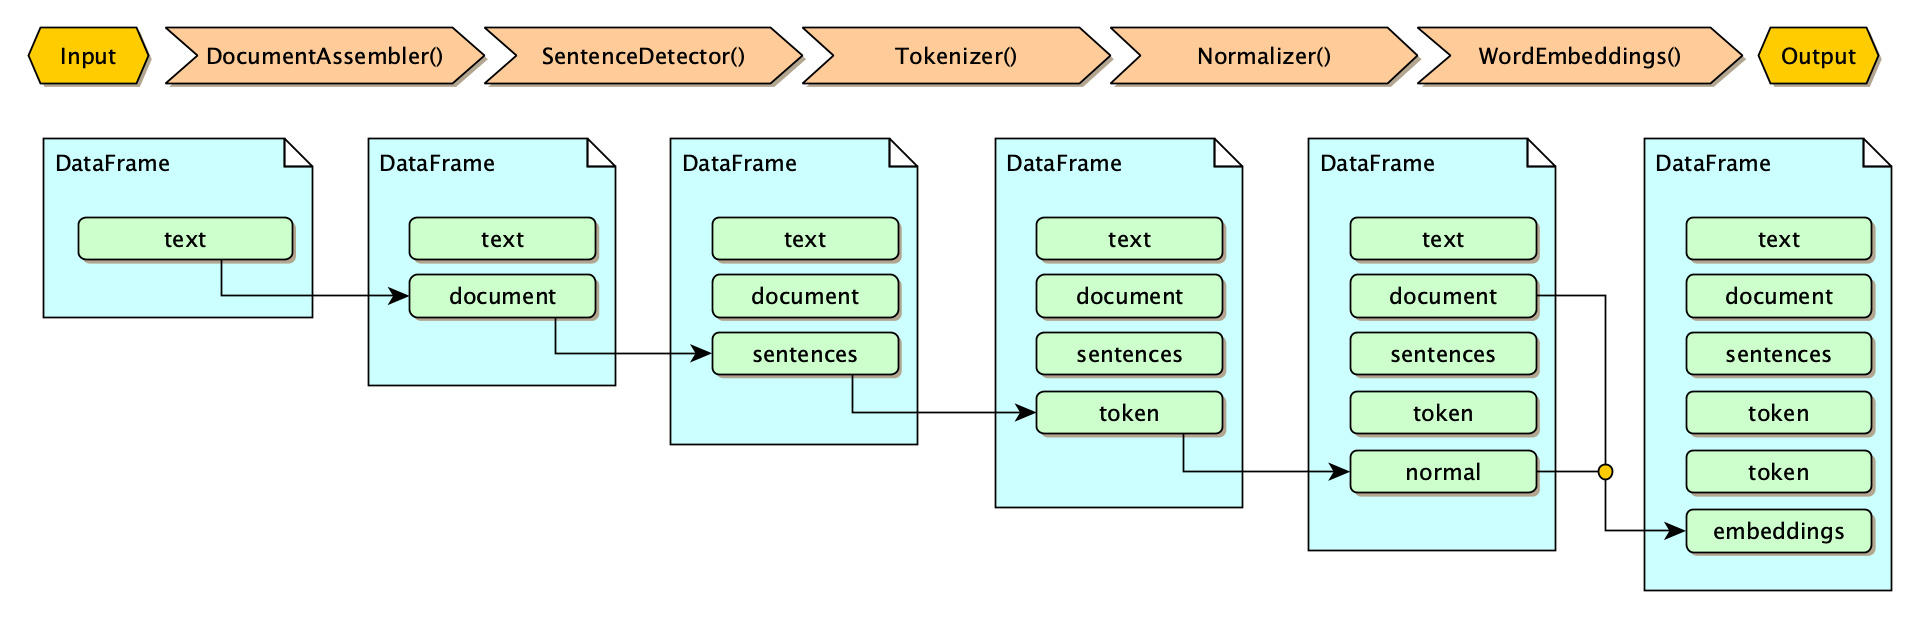 Input
DocumentAssembler()
SentenceDetector()
Tokenizer()
Normalizer()
WordEmbeddings()
Output
DataFrame
text
DataFrame
text
document
DataFrame
text
document
sentences
DataFrame
text
document
sentences
token
DataFrame
text
document
sentences
token
normal
DataFrame
text
document
sentences
token
token
embeddings